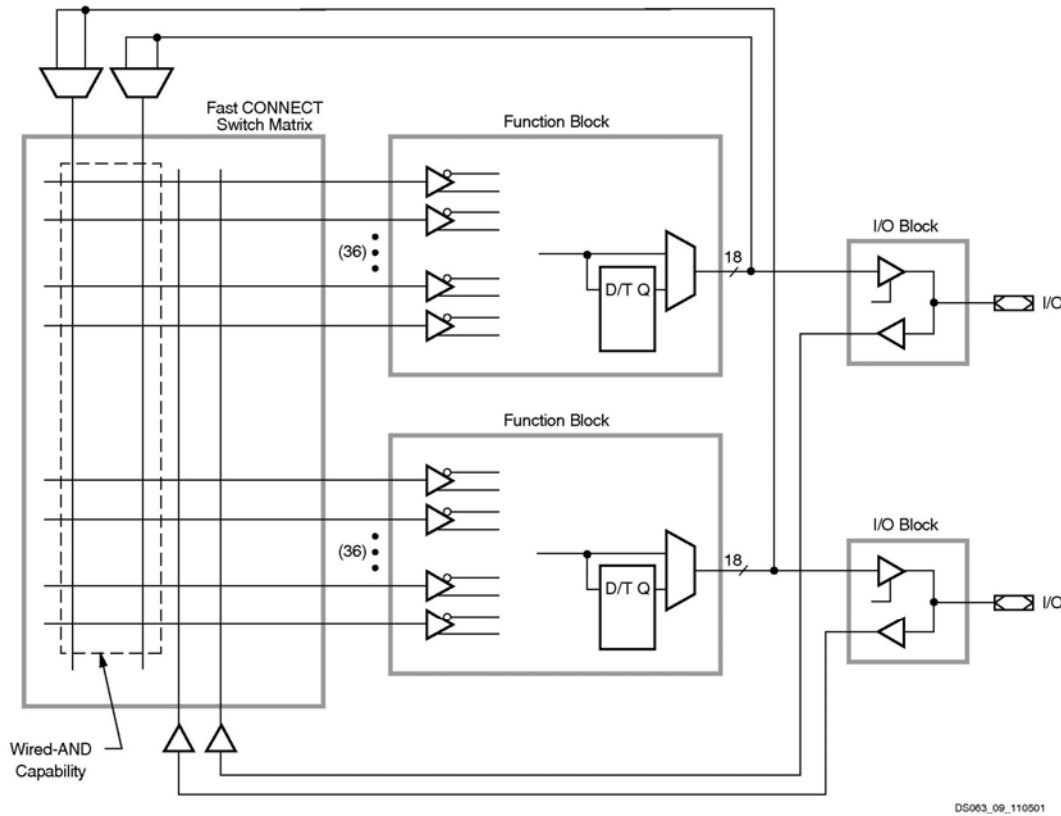 Fast CONNECT
Switch Matrix
Function Block
(36)
D/T Q
18
I/O Block
I/O
Function Block
(36)
D/T Q
18
I/O Block
I/O
Wired-AND
Capability
DS063_09_110501